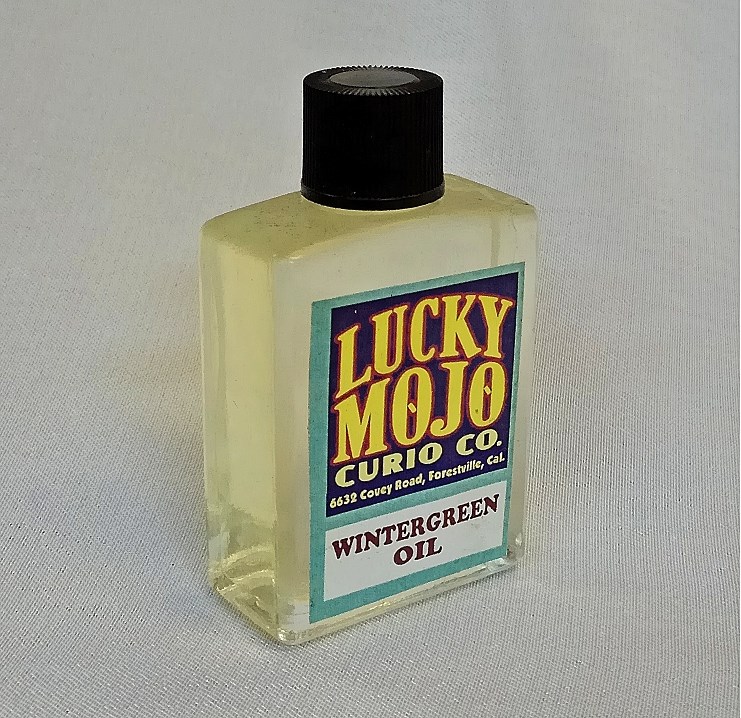 LUCKY
MOJO
CURIO CO.
6632 Covey Road, Forestville, Cal.
WINTERGREEN
OIL